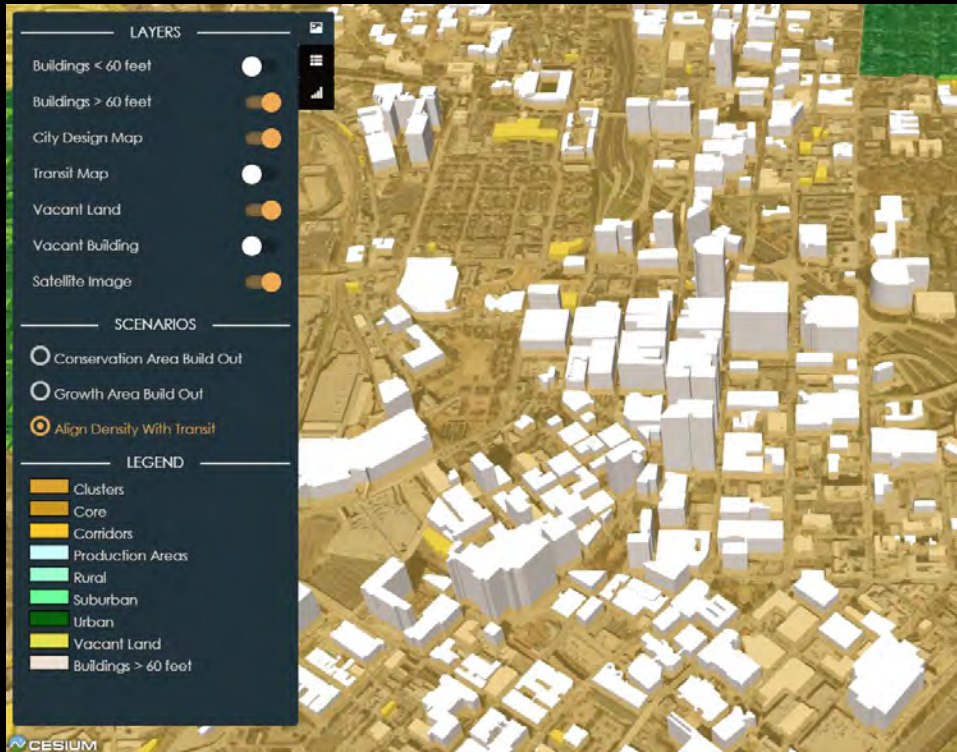 LAYERS
Buildings < 60 feet
Buildings > 60 feet
City Design Map
Transit Map
Vacant Land
Vacant Building
Satellite Image
SCENARIOS
Conservation Area Build Out
Growth Area Build Out
Align Density With Transit
LEGEND
Clusters
Core
Corridors
Production Areas
Rural
Suburban
Urban
Vacant Land
Buildings > 60 feet
CESIUM